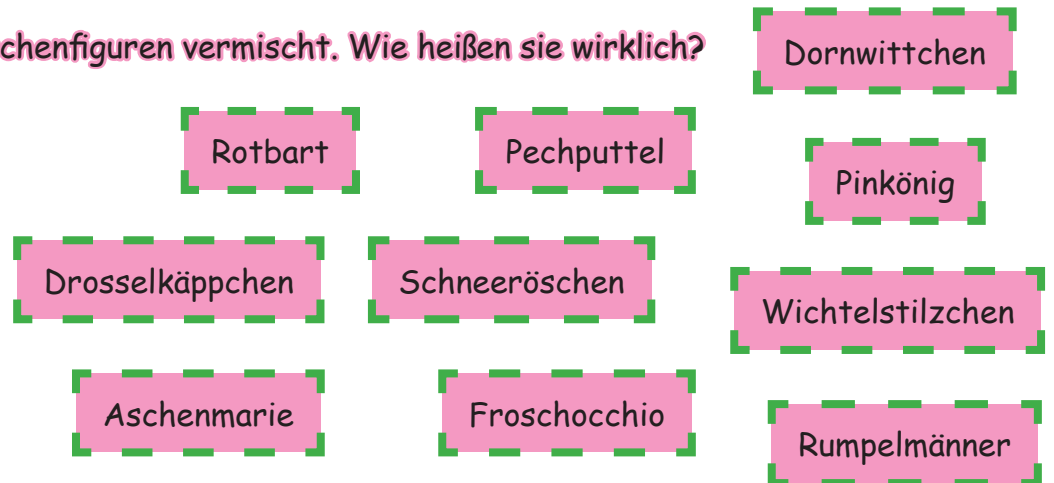 chenfiguren vermischt. Wie heißen sie wirklich?
Dornwittchen
Rotbart
Pechputtel
Pinkönig
Drosselkäppchen
Schneeröschen
Wichtelstilzchen
Aschenmarie
Froschocchio
Rumpelmänner